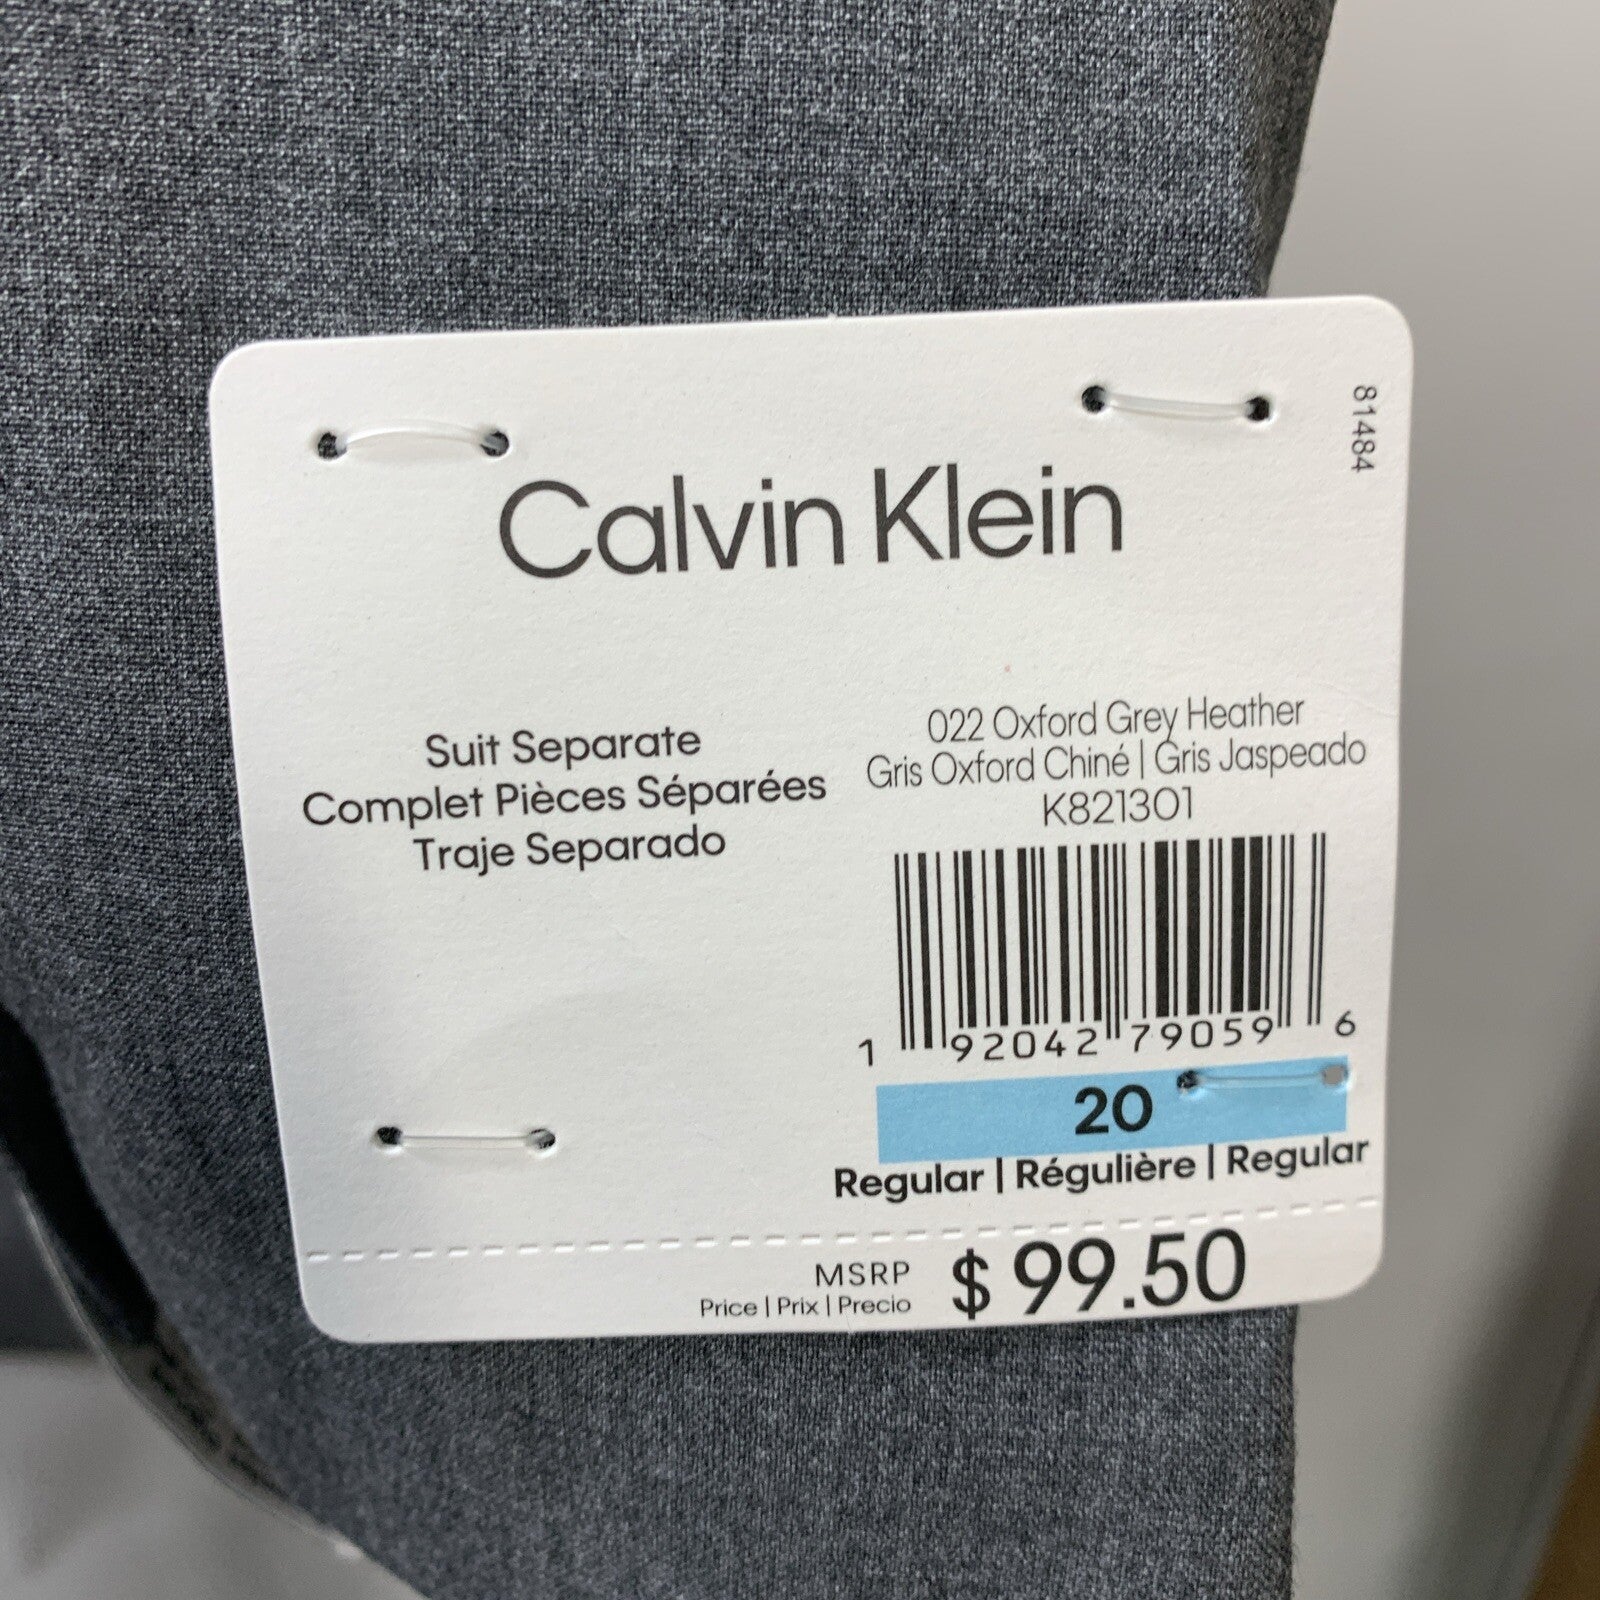 81484
Calvin Klein
Suit Separate
Complet Pièces Séparées
Traje Separado
022 Oxford Grey Heather
Gris Oxford Chiné | Gris Jaspeado
K821301
1 92042 79059 6
20
Regular | Régulière | Regular
MSRP
Price | Prix | Precio
$ 99.50